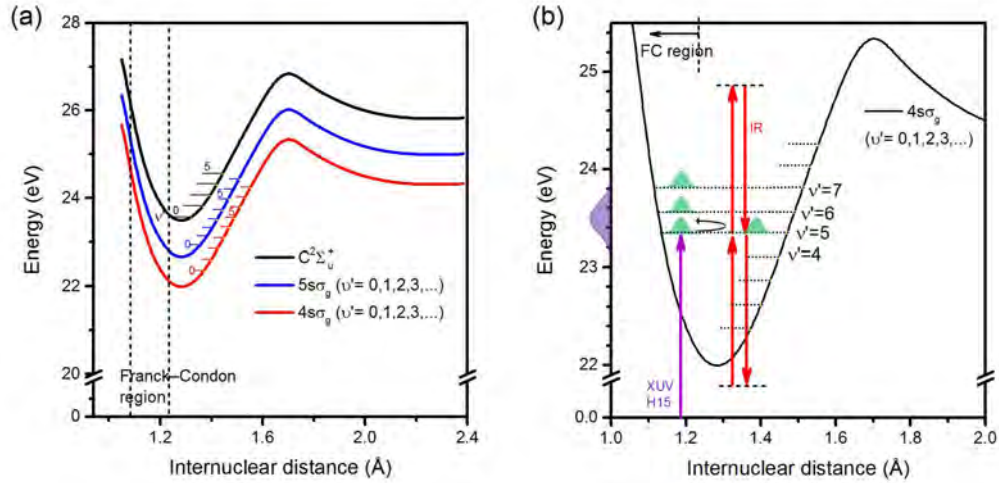 (a)
28
26
24
22
20
0
Energy (eV)
5
ν' 0
5
0
5
0
C²Σᵤ⁺
5sσg (υ'= 0,1,2,3,...)
4sσg (υ'= 0,1,2,3,...)
Franck–Condon
region
1.2 1.6 2.0 2.4
Internuclear distance (Å)
(b)
FC region
25
24
23
22
0.0
Energy (eV)
IR
4sσg
(υ'= 0,1,2,3,...)
ν'=7
ν'=6
ν'=5
ν'=4
XUV
H15
1.0 1.2 1.4 1.6 1.8 2.0
Internuclear distance (Å)